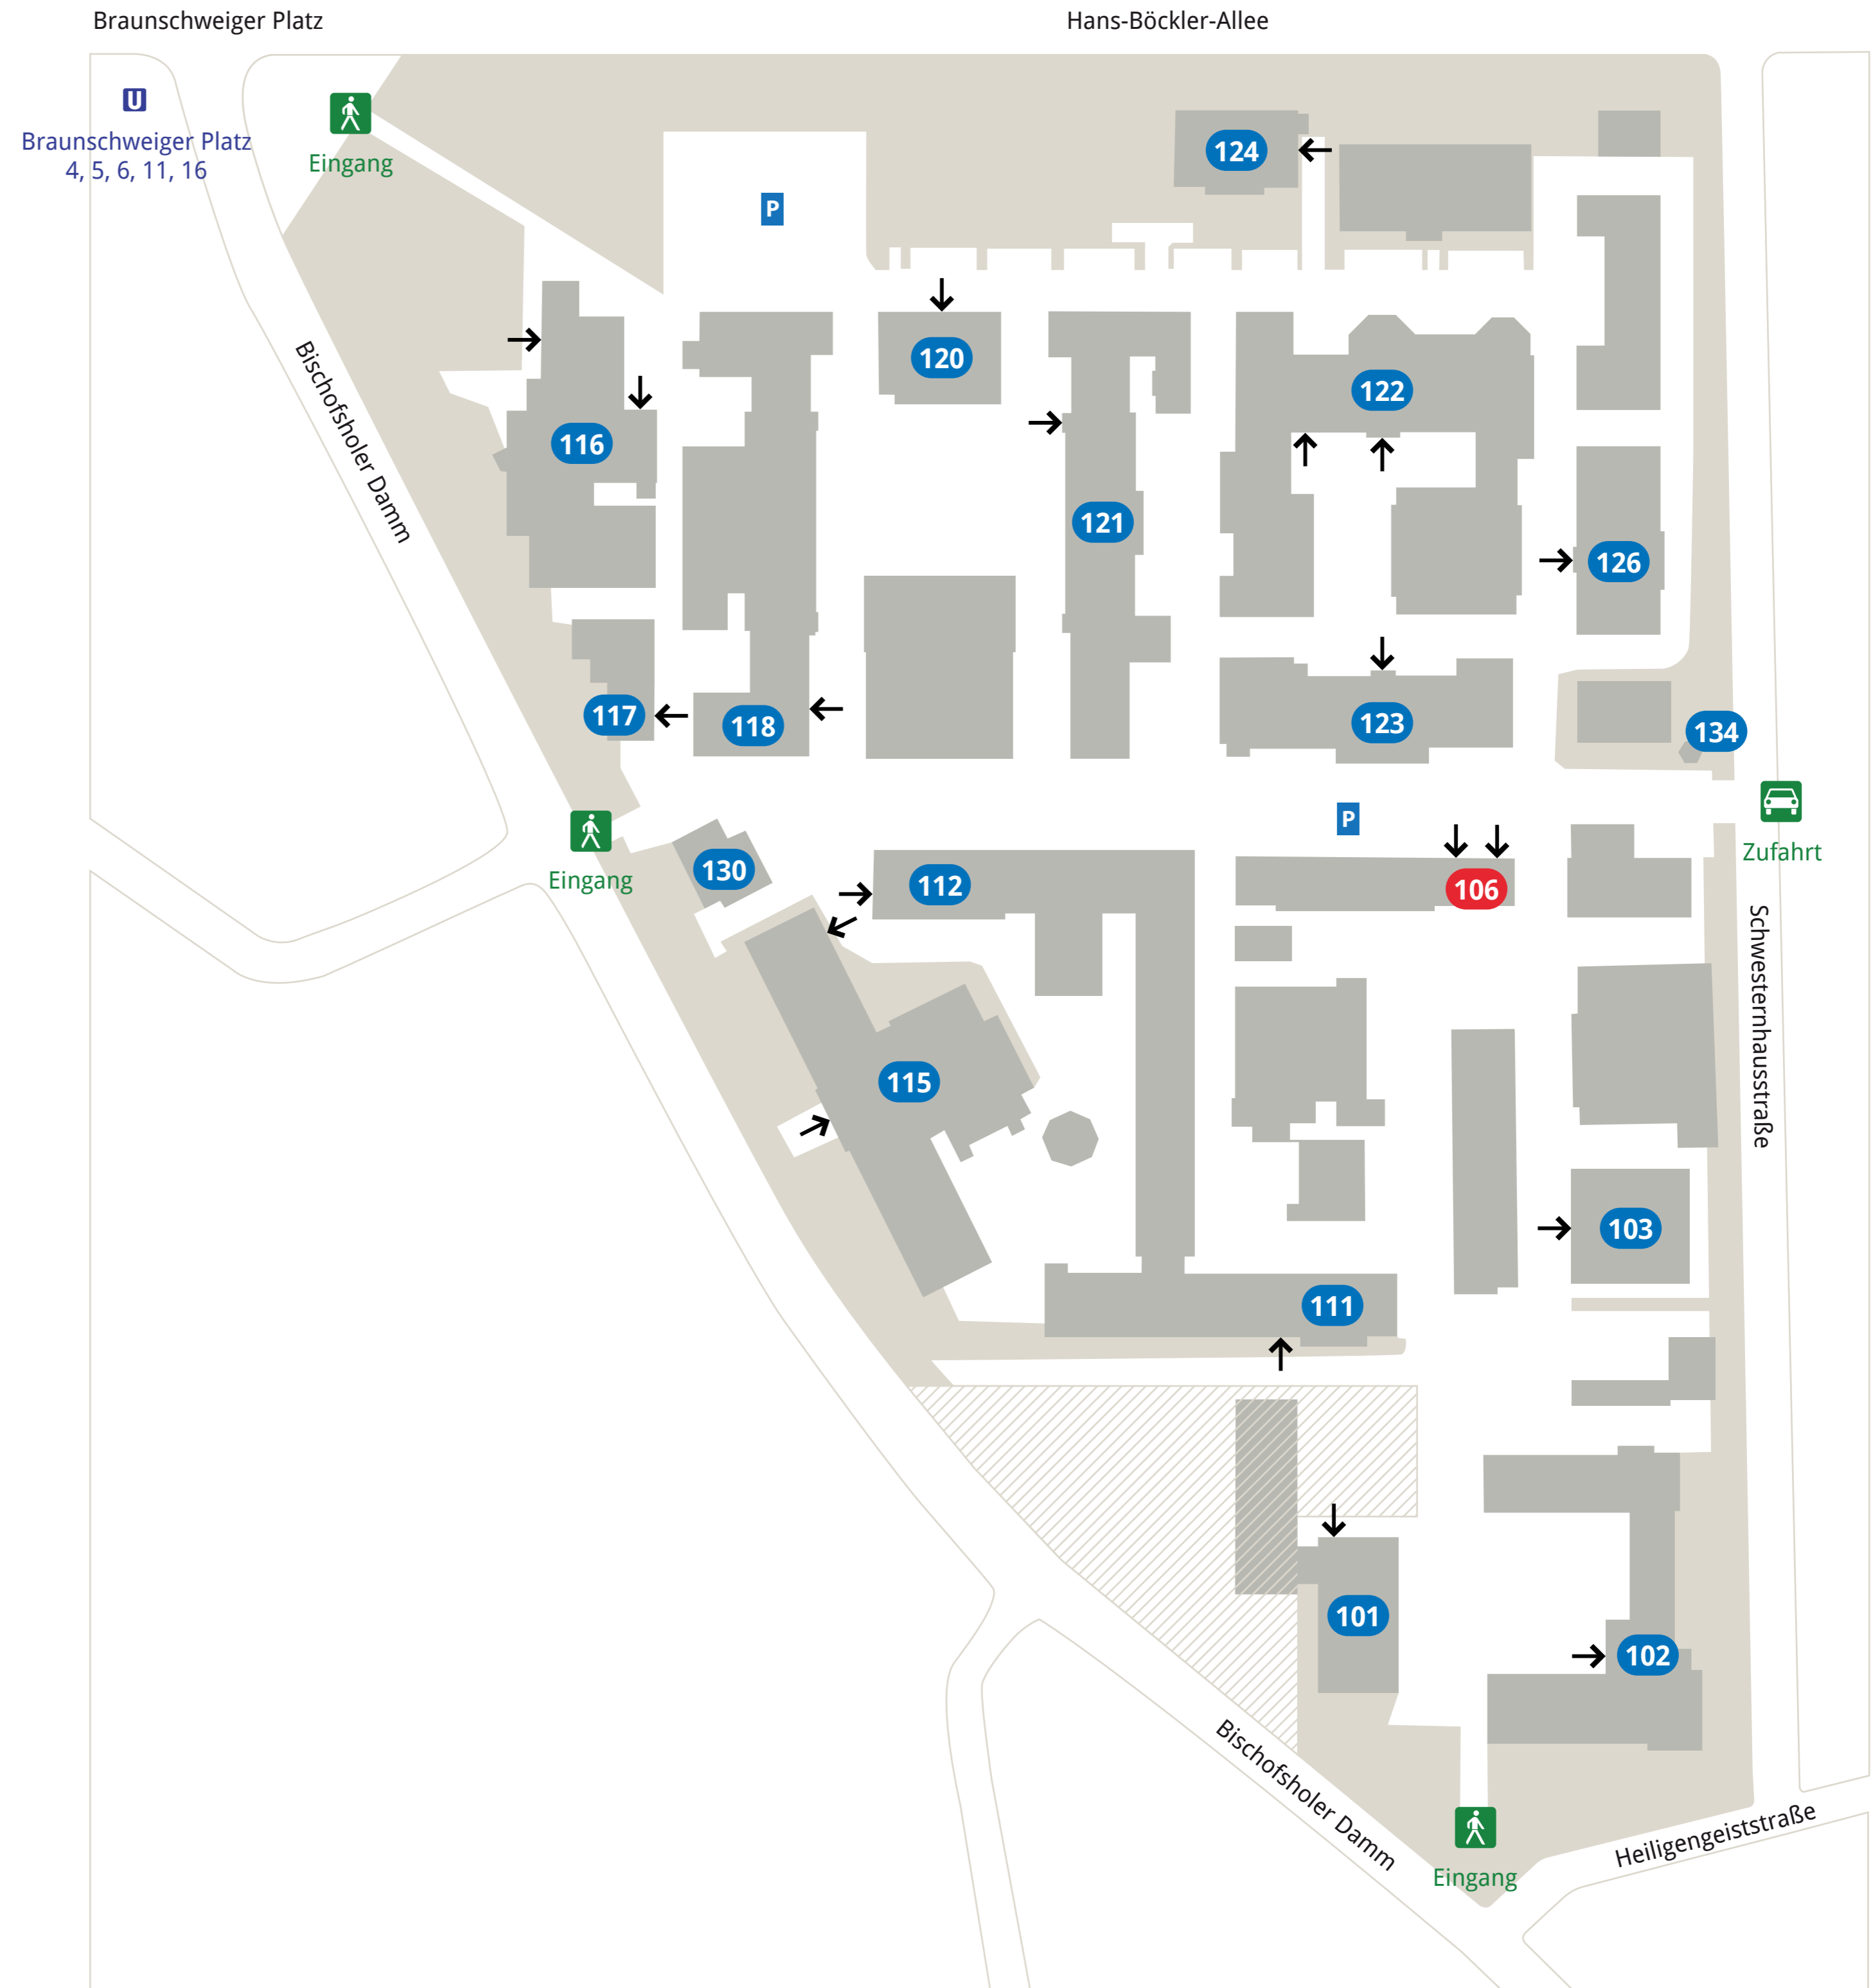 Braunschweiger Platz
Hans-Böckler-Allee
U
Braunschweiger Platz
4, 5, 6, 11, 16
Eingang
P
124
120
122
116
121
126
Bischofsholer Damm
117
118
123
134
P
Zufahrt
Eingang
130
112
106
Schwesternhausstraße
115
103
111
101
102
Bischofsholer Damm
Heiligengeiststraße
Eingang